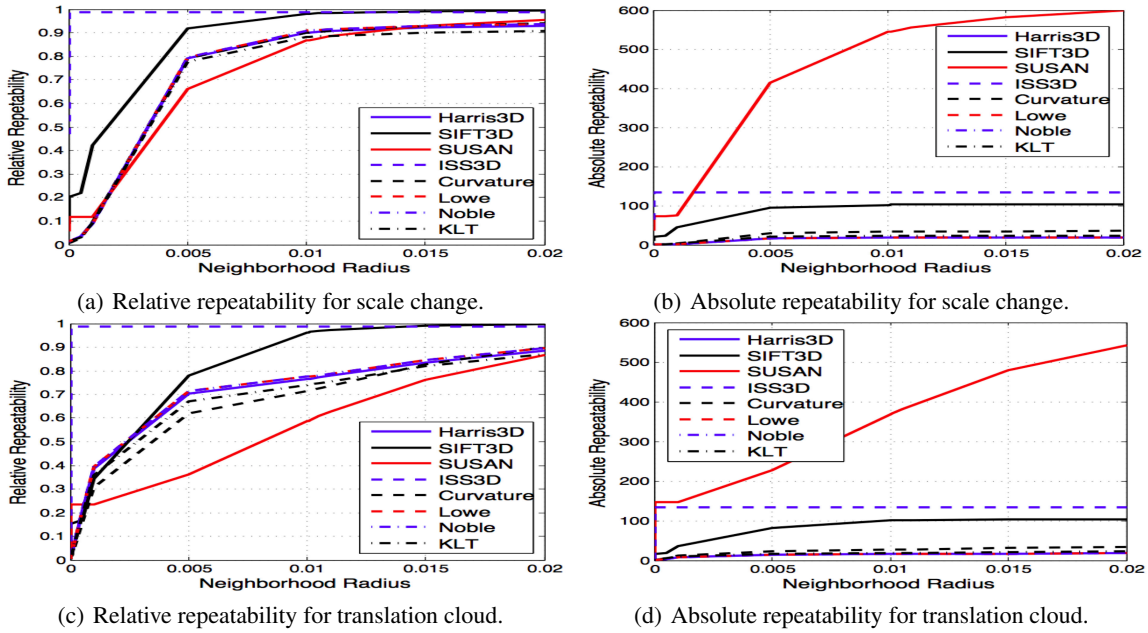 1
0.9
0.8
0.7
0.6
0.5
0.4
0.3
0.2
0.1
0
Relative Repetability
Harris3D
SIFT3D
SUSAN
ISS3D
Curvature
Lowe
Noble
KLT
0 0.005 0.01 0.015 0.02
Neighborhood Radius
(a) Relative repeatability for scale change.
600
500
400
300
200
100
0
Absolute Repetability
Harris3D
SIFT3D
SUSAN
ISS3D
Curvature
Lowe
Noble
KLT
0 0.005 0.01 0.015 0.02
Neighborhood Radius
(b) Absolute repeatability for scale change.
1
0.9
0.8
0.7
0.6
0.5
0.4
0.3
0.2
0.1
0
Relative Repetability
Harris3D
SIFT3D
SUSAN
ISS3D
Curvature
Lowe
Noble
KLT
0 0.005 0.01 0.015 0.02
Neighborhood Radius
(c) Relative repeatability for translation cloud.
600
500
400
300
200
100
0
Absolute Repetability
Harris3D
SIFT3D
SUSAN
ISS3D
Curvature
Lowe
Noble
KLT
0 0.005 0.01 0.015 0.02
Neighborhood Radius
(d) Absolute repeatability for translation cloud.